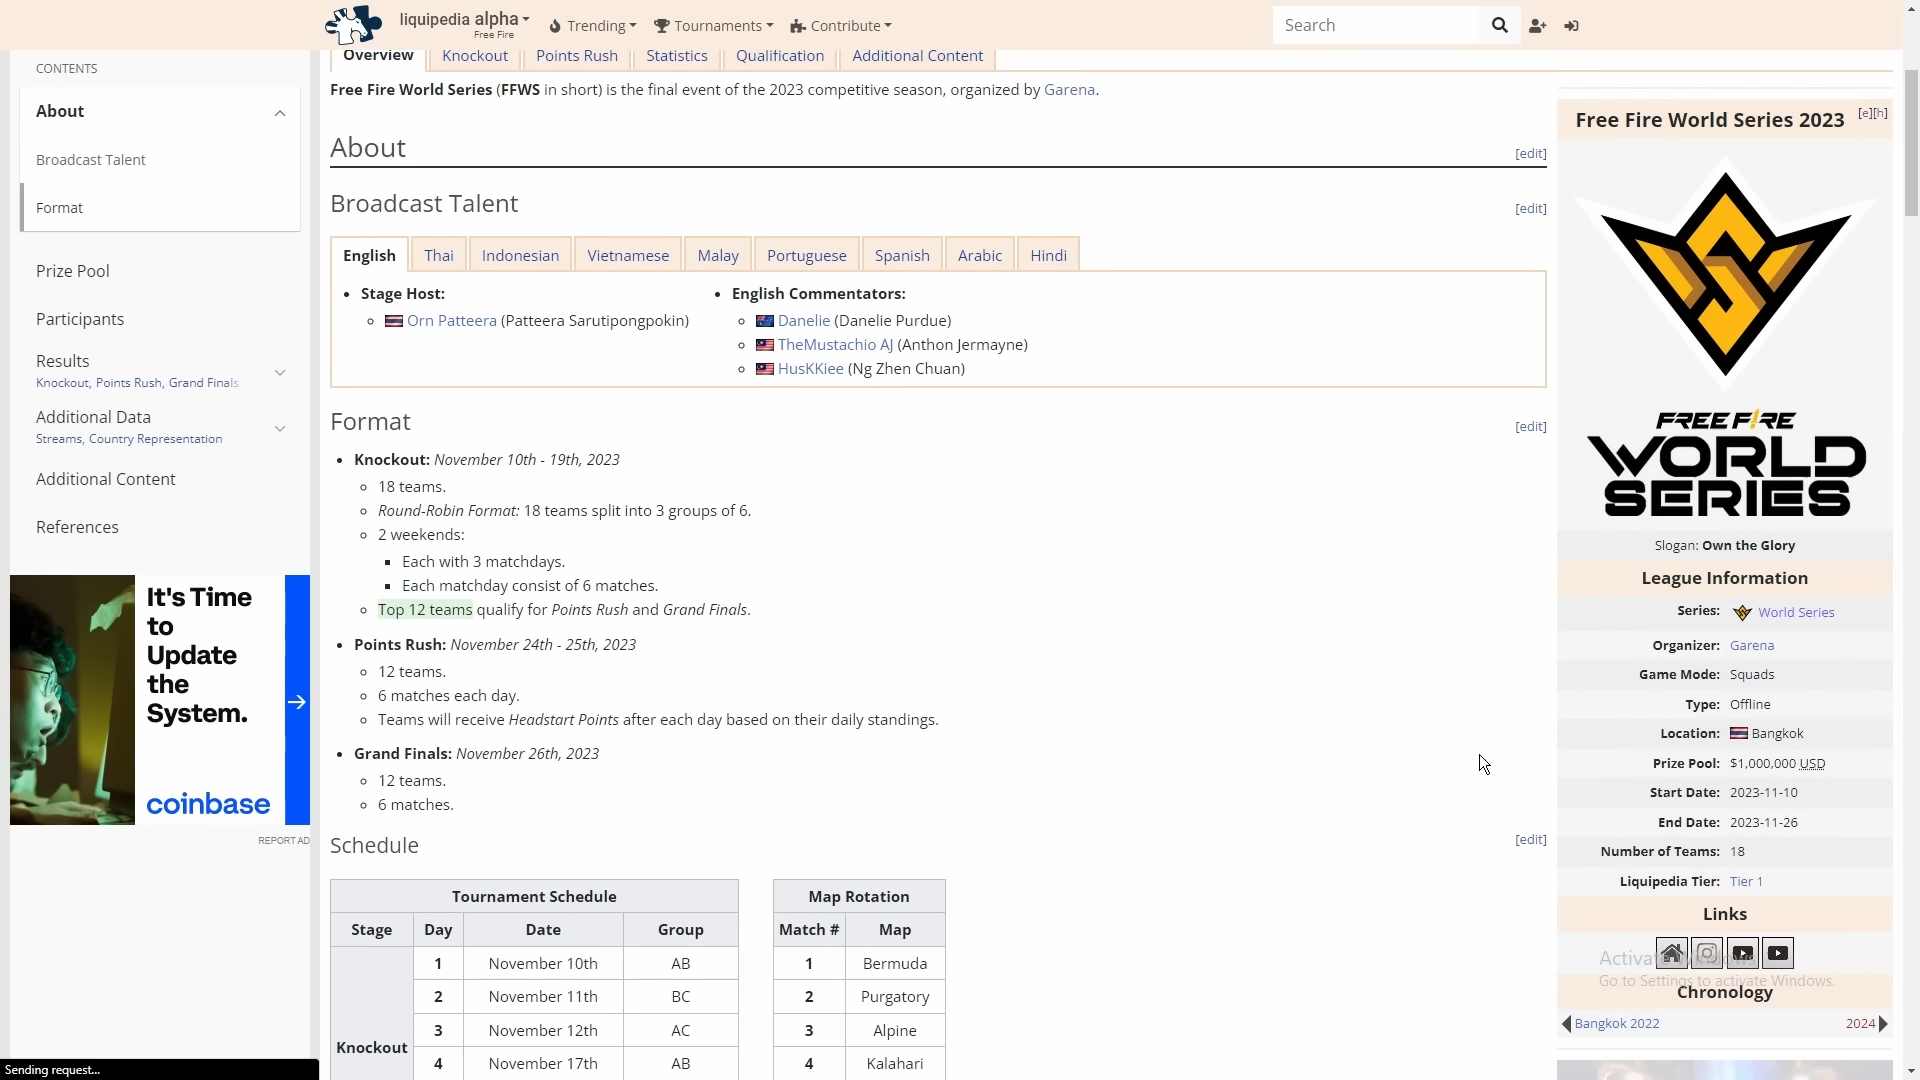 liquipedia alpha
Free Fire
Trending
Tournaments
Contribute
Search
CONTENTS
About
Broadcast Talent
Format
Prize Pool
Participants
Results
Knockout, Points Rush, Grand Finals
Additional Data
Streams, Country Representation
Additional Content
References
It's Time
to
Update
the
System.
coinbase
REPORT AD
Sending request...
Overview
Knockout
Points Rush
Statistics
Qualification
Additional Content
Free Fire World Series (FFWS in short) is the final event of the 2023 competitive season, organized by Garena.
About
[edit]
Broadcast Talent
[edit]
English
Thai
Indonesian
Vietnamese
Malay
Portuguese
Spanish
Arabic
Hindi
Stage Host:
Orn Patteera (Patteera Sarutipongpokin)
English Commentators:
Danelie (Danelie Purdue)
TheMustachio AJ (Anthon Jermayne)
HusKKiee (Ng Zhen Chuan)
Format
[edit]
Knockout: November 10th - 19th, 2023
18 teams.
Round-Robin Format: 18 teams split into 3 groups of 6.
2 weekends:
Each with 3 matchdays.
Each matchday consist of 6 matches.
Top 12 teams qualify for Points Rush and Grand Finals.
Points Rush: November 24th - 25th, 2023
12 teams.
6 matches each day.
Teams will receive Headstart Points after each day based on their daily standings.
Grand Finals: November 26th, 2023
12 teams.
6 matches.
Schedule
[edit]
Tournament Schedule
Stage Day Date Group
1 November 10th AB
2 November 11th BC
3 November 12th AC
Knockout
4 November 17th AB
Map Rotation
Match # Map
1 Bermuda
2 Purgatory
3 Alpine
4 Kalahari
Free Fire World Series 2023
[e][h]
FREE FIRE
WORLD
SERIES
Slogan: Own the Glory
League Information
Series: World Series
Organizer: Garena
Game Mode: Squads
Type: Offline
Location: Bangkok
Prize Pool: $1,000,000 USD
Start Date: 2023-11-10
End Date: 2023-11-26
Number of Teams: 18
Liquipedia Tier: Tier 1
Links
Activate Windows
Go to Settings to activate Windows.
Chronology
Bangkok 2022
2024